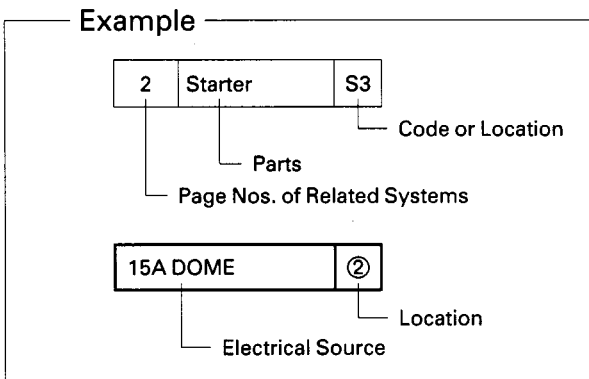 Example
2 Starter S3
Code or Location
Parts
Page Nos. of Related Systems
15A DOME ②
Location
Electrical Source